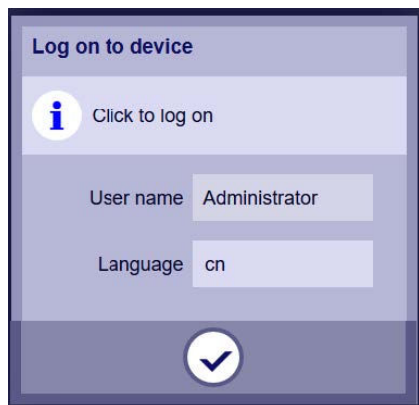 Log on to device
i
Click to log on
User name Administrator
Language cn